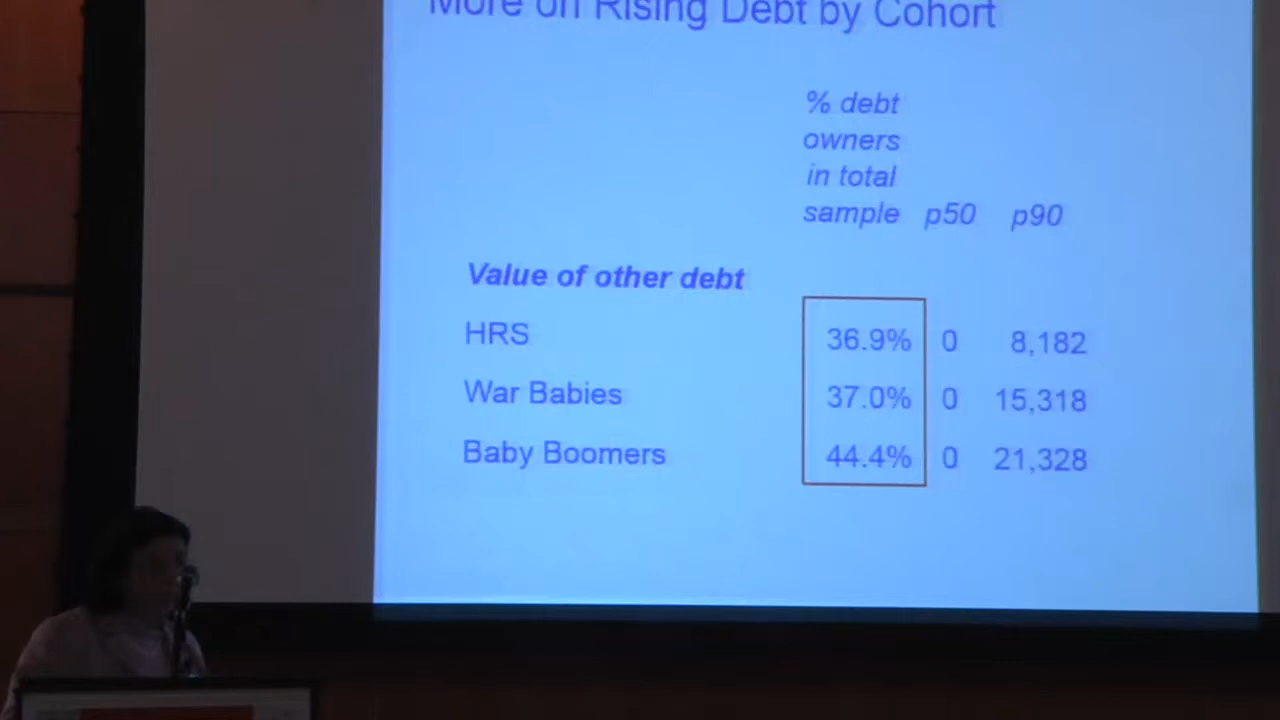 More on Rising Debt by Cohort
% debt
owners
in total
sample p50 p90
Value of other debt
HRS 36.9% 0 8,182
War Babies 37.0% 0 15,318
Baby Boomers 44.4% 0 21,328